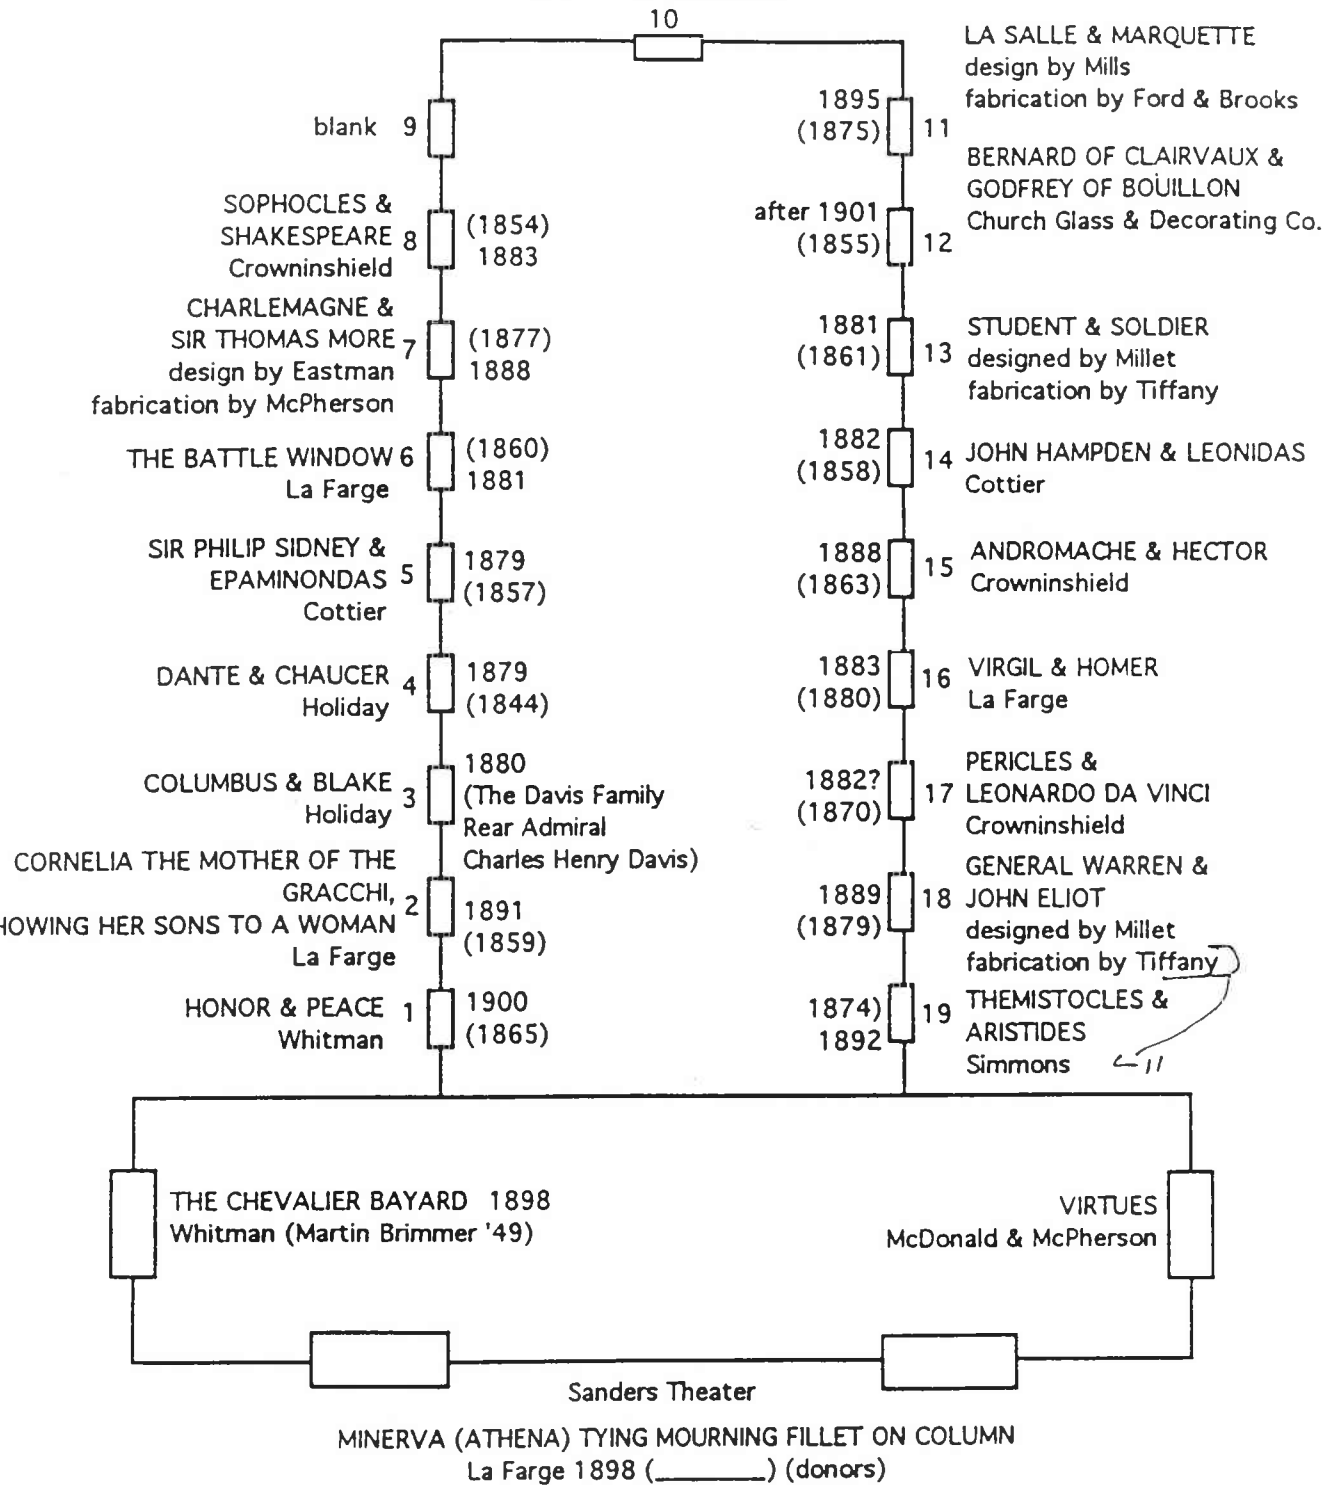 10
blank 9
SOPHOCLES &
SHAKESPEARE 8
Crowninshield
(1854)
1883
CHARLEMAGNE &
SIR THOMAS MORE 7
design by Eastman
fabrication by McPherson
(1877)
1888
THE BATTLE WINDOW 6
La Farge
(1860)
1881
SIR PHILIP SIDNEY &
EPAMINONDAS 5
Cottier
1879
(1857)
DANTE & CHAUCER 4
Holiday
1879
(1844)
COLUMBUS & BLAKE 3
Holiday
1880
(The Davis Family
Rear Admiral
Charles Henry Davis)
CORNELIA THE MOTHER OF THE
GRACCHI, 2
HOWING HER SONS TO A WOMAN
La Farge
1891
(1859)
HONOR & PEACE 1
Whitman
1900
(1865)
LA SALLE & MARQUETTE
design by Mills
fabrication by Ford & Brooks
1895
(1875) 11
BERNARD OF CLAIRVAUX &
GODFREY OF BOUILLON
Church Glass & Decorating Co.
after 1901
(1855) 12
1881
(1861) 13
STUDENT & SOLDIER
designed by Millet
fabrication by Tiffany
1882
(1858) 14
JOHN HAMPDEN & LEONIDAS
Cottier
1888
(1863) 15
ANDROMACHE & HECTOR
Crowninshield
1883
(1880) 16
VIRGIL & HOMER
La Farge
1882?
(1870) 17
PERICLES &
LEONARDO DA VINCI
Crowninshield
1889
(1879) 18
GENERAL WARREN &
JOHN ELIOT
designed by Millet
fabrication by Tiffany
1874)
1892 19
THEMISTOCLES &
ARISTIDES
Simmons
THE CHEVALIER BAYARD 1898
Whitman (Martin Brimmer '49)
VIRTUES
McDonald & McPherson
Sanders Theater
MINERVA (ATHENA) TYING MOURNING FILLET ON COLUMN
La Farge 1898 (________) (donors)